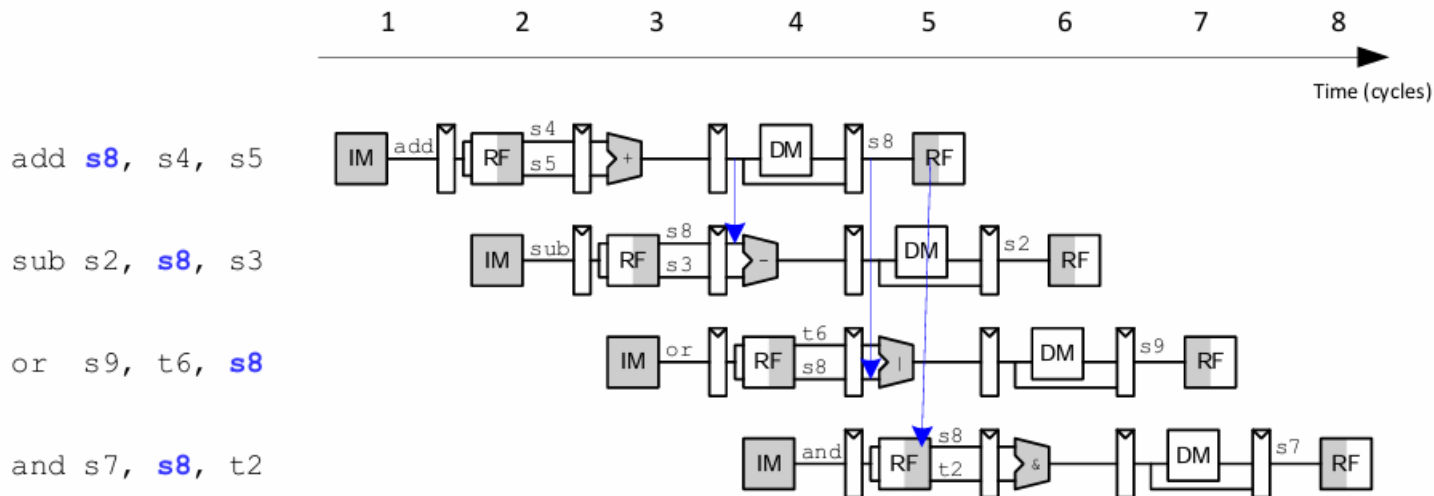 1 2 3 4 5 6 7 8
Time (cycles)
add s8, s4, s5 IM add RF s4 s5 + DM s8 RF
sub s2, s8, s3 IM sub RF s8 s3 - DM s2 RF
or s9, t6, s8 IM or RF t6 s8 | DM s9 RF
and s7, s8, t2 IM and RF s8 t2 & DM s7 RF